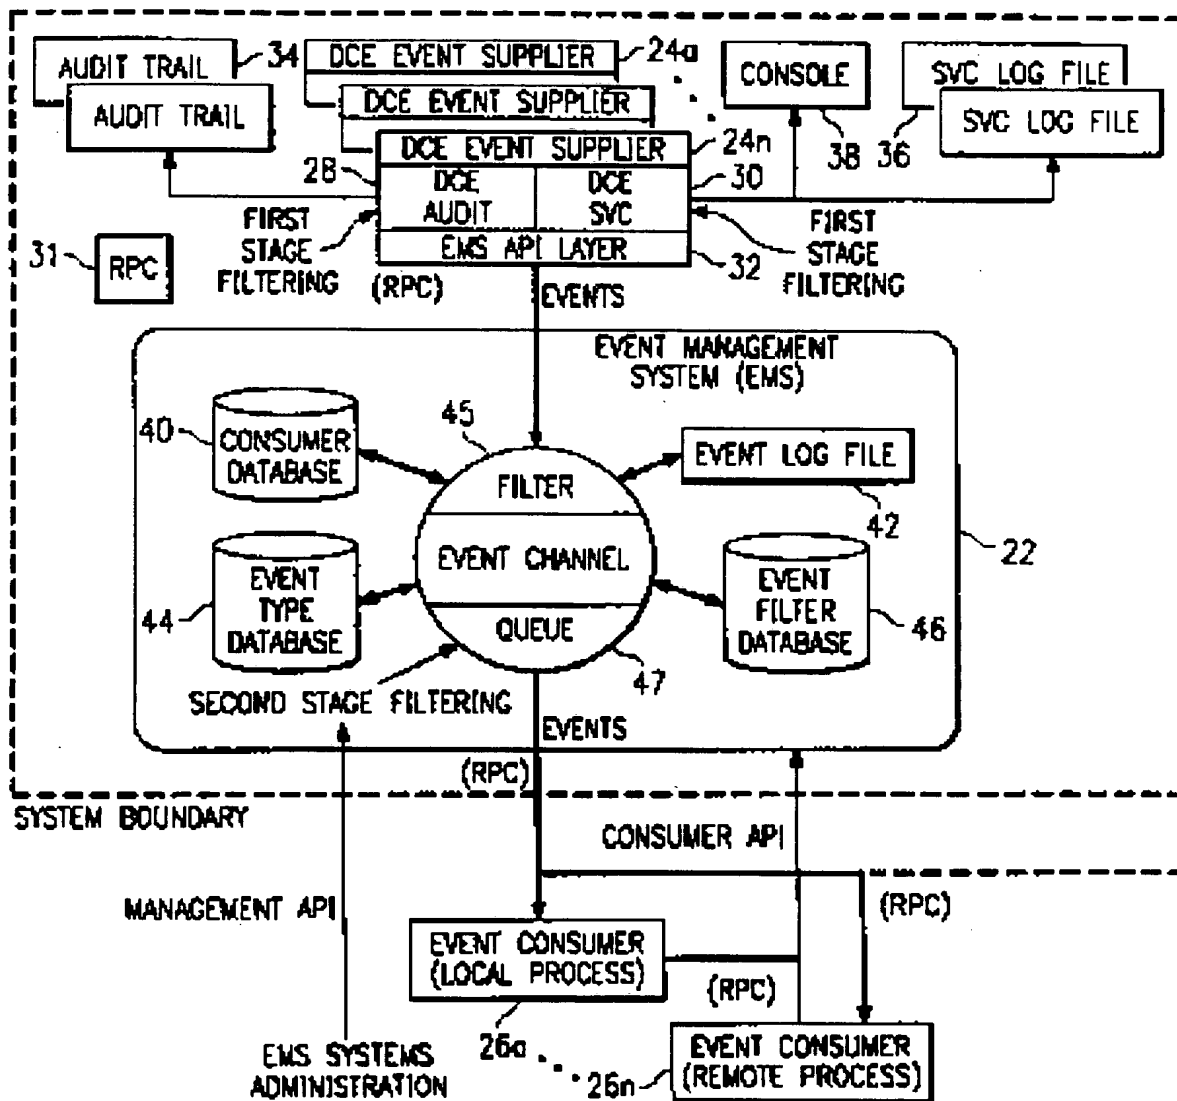 AUDIT TRAIL
34
AUDIT TRAIL
DCE EVENT SUPPLIER
24a
DCE EVENT SUPPLIER
DCE EVENT SUPPLIER
24n
CONSOLE
38
SVC LOG FILE
36
SVC LOG FILE
28
DCE
AUDIT
DCE
SVC
30
EMS API LAYER
32
FIRST
STAGE
FILTERING
FIRST
STAGE
FILTERING
31
RPC
(RPC)
EVENTS
EVENT MANAGEMENT
SYSTEM (EMS)
40
CONSUMER
DATABASE
45
FILTER
EVENT CHANNEL
QUEUE
47
EVENT LOG FILE
42
22
44
EVENT
TYPE
DATABASE
EVENT
FILTER
DATABASE
46
SECOND STAGE FILTERING
EVENTS
(RPC)
SYSTEM BOUNDARY
CONSUMER API
MANAGEMENT API
(RPC)
EVENT CONSUMER
(LOCAL PROCESS)
(RPC)
26a
EMS SYSTEMS
ADMINISTRATION
26n
EVENT CONSUMER
(REMOTE PROCESS)